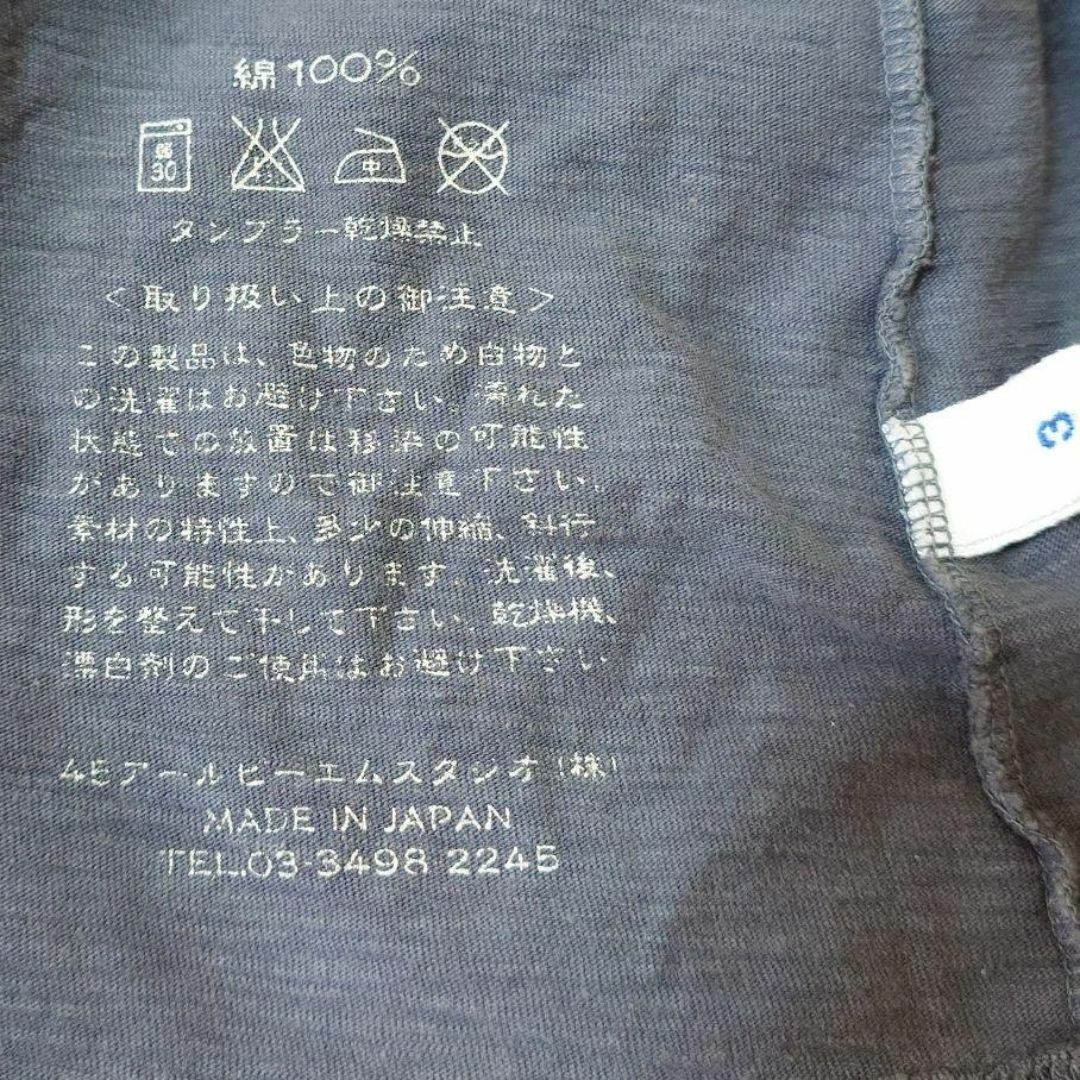 綿100%
弱
30
中
タンブラー乾燥禁止
<取り扱い上の御注意>
この製品は、色物のため白物と
の洗濯はお避け下さい。濡れた
状態での放置は移染の可能性
がありますので御注意下さい。
素材の特性上、多少の伸縮、斜行
する可能性があります。洗濯後、
形を整えて干して下さい。乾燥機、
漂白剤のご使用はお避け下さい
45アールピーエムスタジオ(株)
MADE IN JAPAN
TEL.03-3498 2245
3